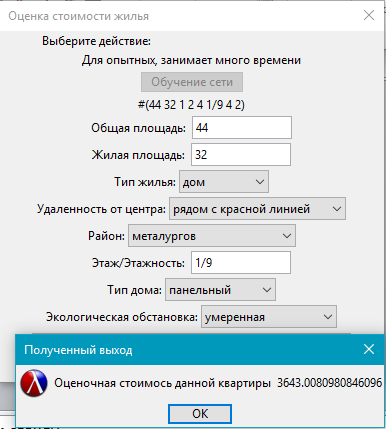 Оценка стоимости жилья
Выберите действие:
Для опытных, занимает много времени
Обучение сети
#(44 32 1 2 4 1/9 4 2)
Общая площадь: 44
Жилая площадь: 32
Тип жилья: дом
Удаленность от центра: рядом с красной линией
Район: металургов
Этаж/Этажность: 1/9
Тип дома: панельный
Экологическая обстановка: умеренная
Полученный выход
Оценочная стоимось данной квартиры 3643.0080980846096
ОК